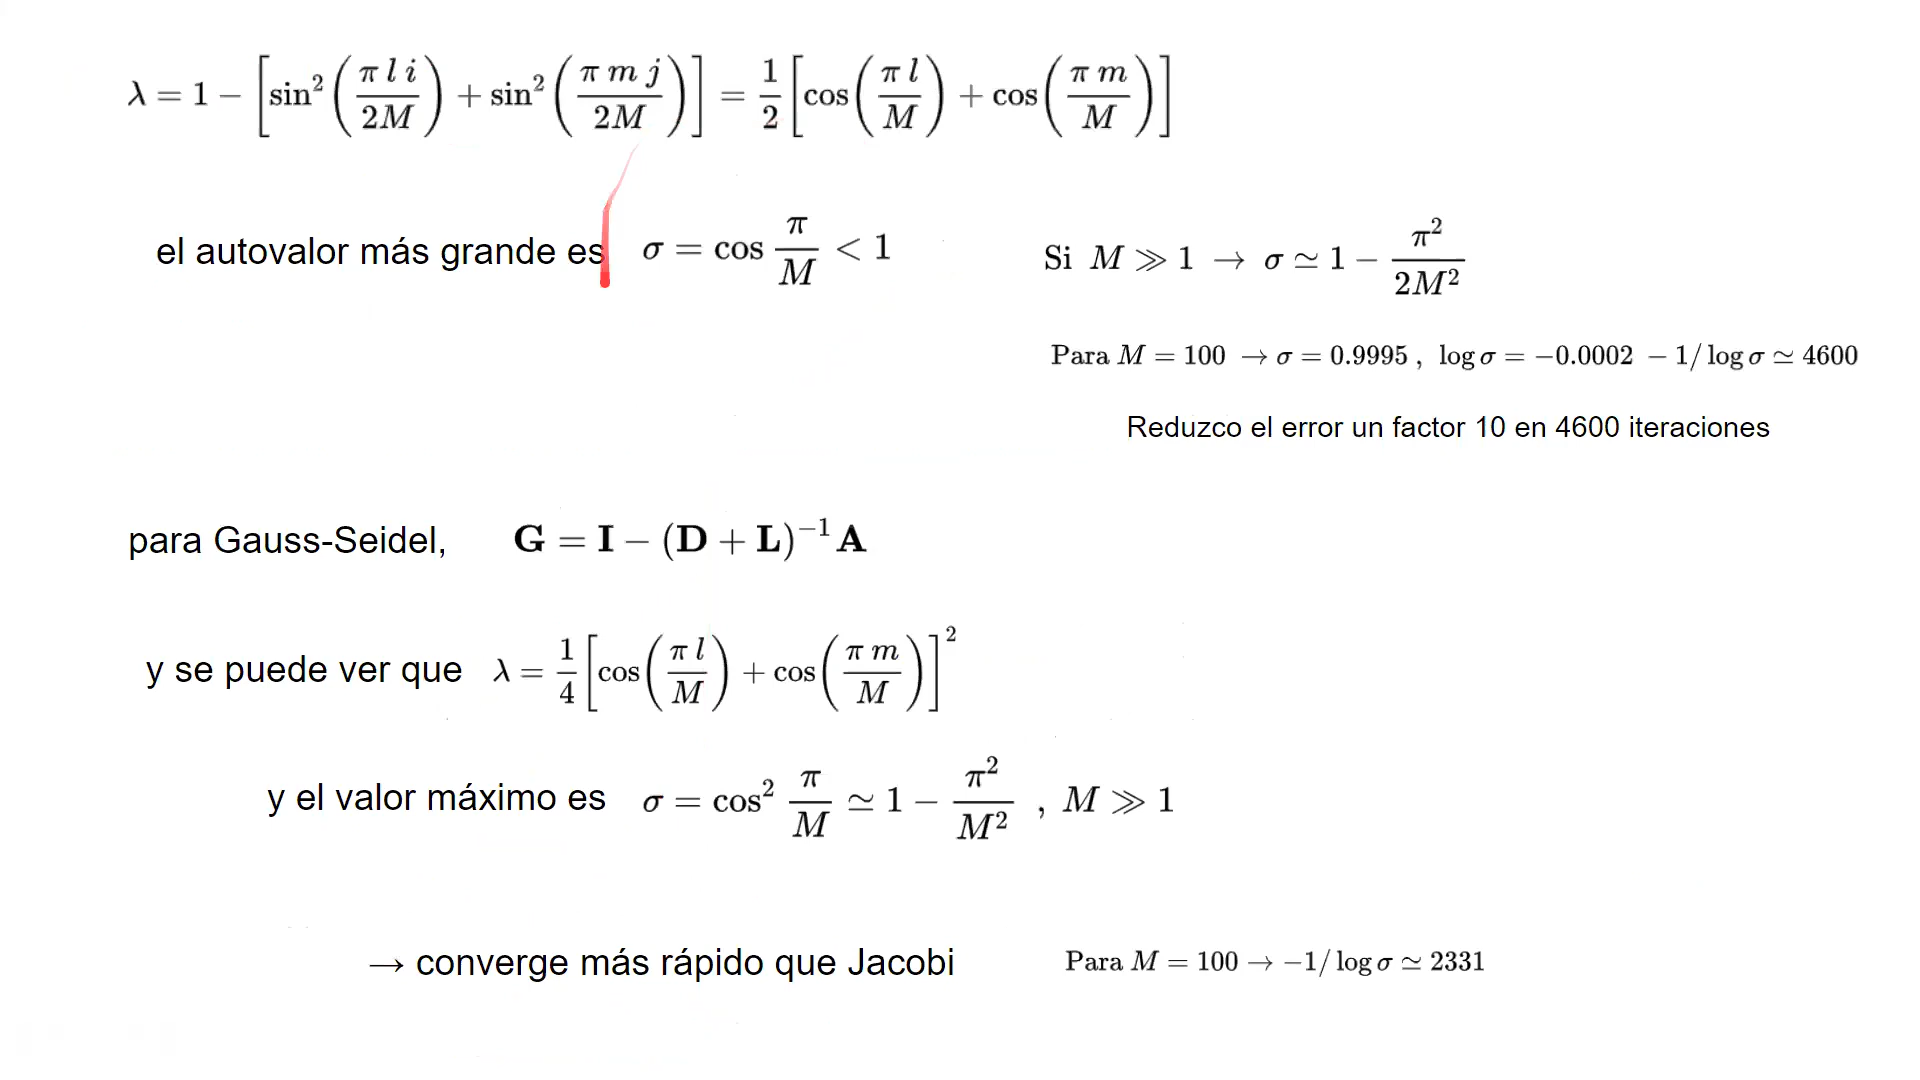 λ = 1 − [sin²(π l i / 2M) + sin²(π m j / 2M)] = 1/2 [cos(π l / M) + cos(π m / M)]
el autovalor más grande es σ = cos π/M < 1
Si M ≫ 1 → σ ≃ 1 − π²/2M²
Para M = 100 → σ = 0.9995 , log σ = −0.0002 − 1/ log σ ≃ 4600
Reduzco el error un factor 10 en 4600 iteraciones
para Gauss-Seidel, G = I − (D + L)⁻¹ A
y se puede ver que λ = 1/4 [cos(π l / M) + cos(π m / M)]²
y el valor máximo es σ = cos² π/M ≃ 1 − π²/M² , M ≫ 1
→ converge más rápido que Jacobi
Para M = 100 → −1/ log σ ≃ 2331